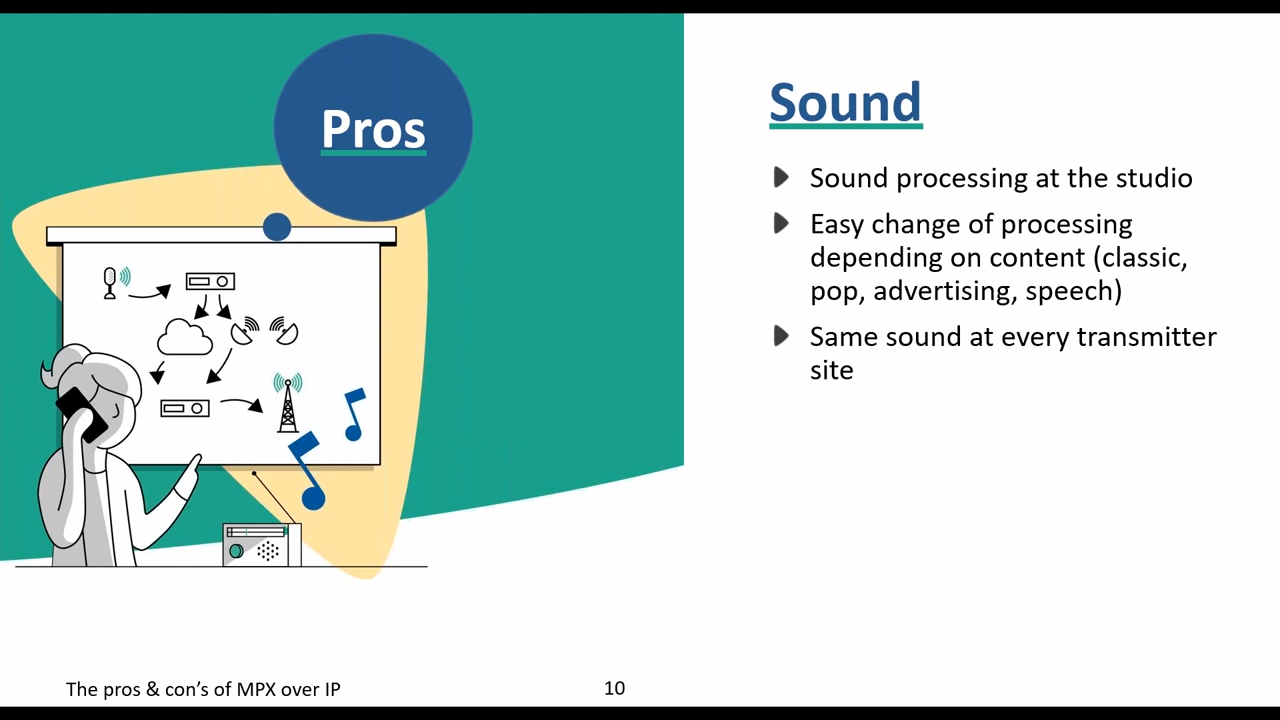 Pros
Sound
Sound processing at the studio
Easy change of processing
depending on content (classic,
pop, advertising, speech)
Same sound at every transmitter
site
The pros & con’s of MPX over IP
10